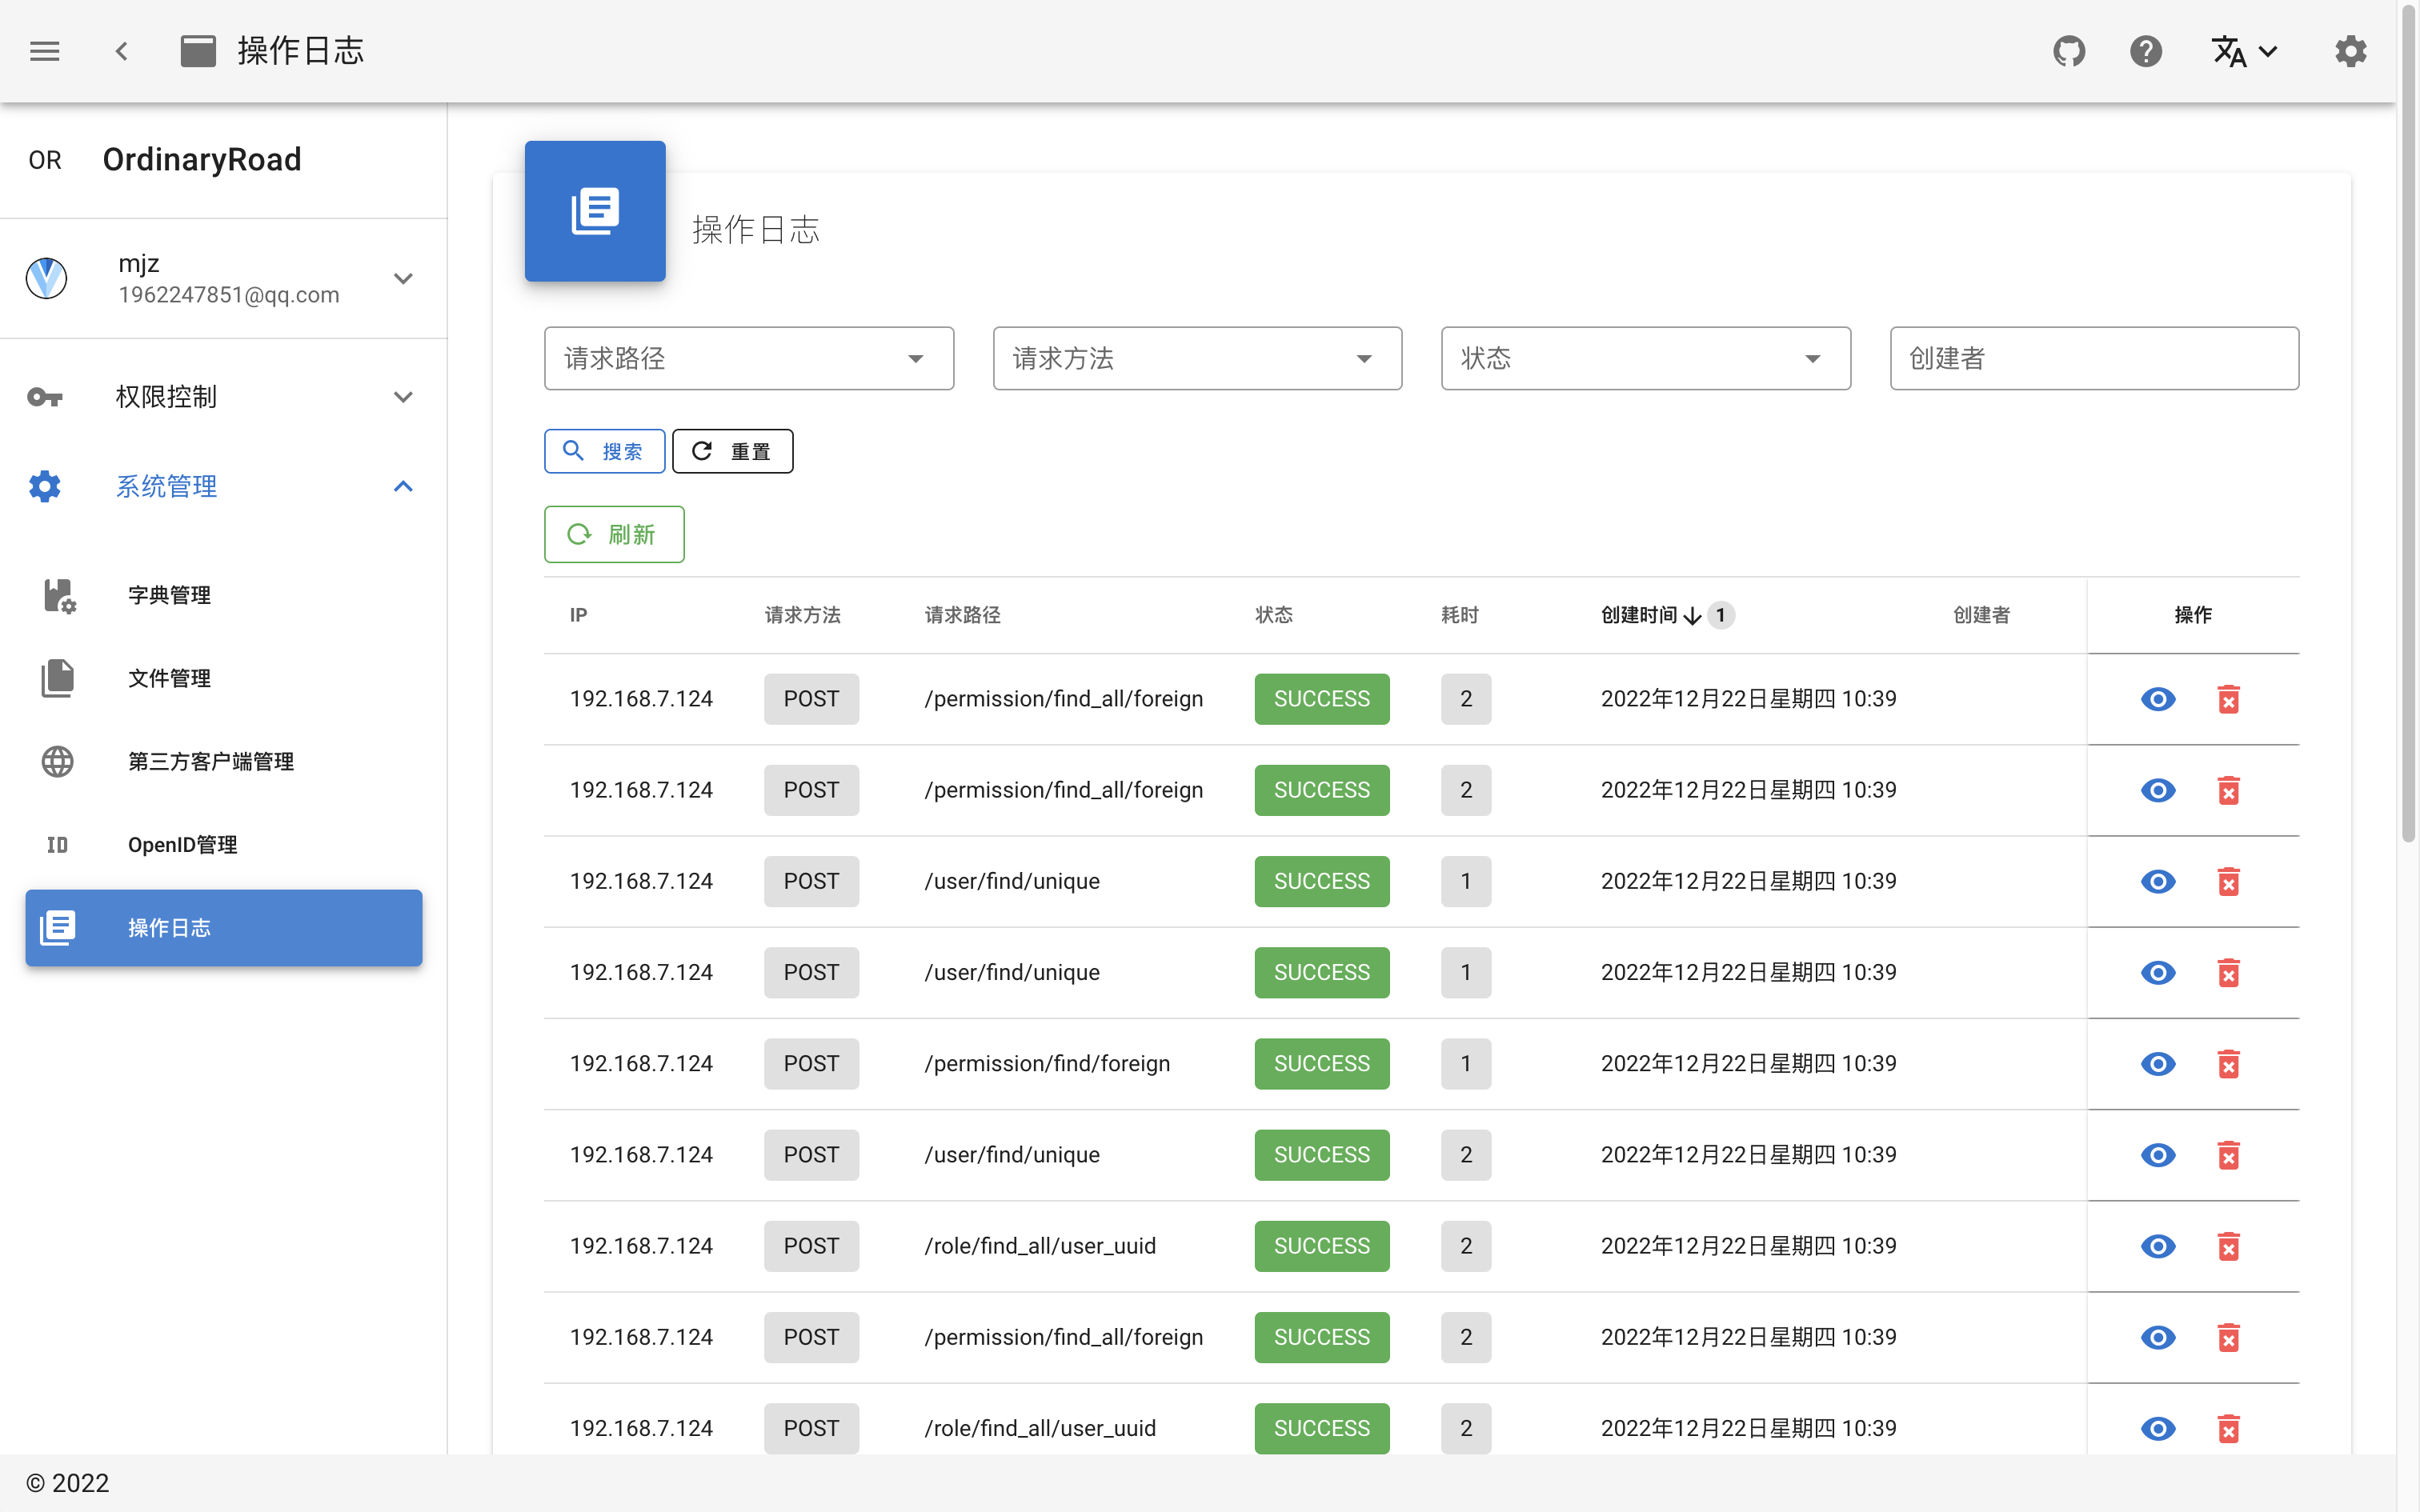 操作日志
OR OrdinaryRoad
mjz
1962247851@qq.com
权限控制
系统管理
字典管理
文件管理
第三方客户端管理
ID OpenID管理
操作日志
操作日志
请求路径 请求方法 状态 创建者
搜索 重置
刷新
IP 请求方法 请求路径 状态 耗时 创建时间 1 创建者 操作
192.168.7.124 POST /permission/find_all/foreign SUCCESS 2 2022年12月22日星期四 10:39
192.168.7.124 POST /permission/find_all/foreign SUCCESS 2 2022年12月22日星期四 10:39
192.168.7.124 POST /user/find/unique SUCCESS 1 2022年12月22日星期四 10:39
192.168.7.124 POST /user/find/unique SUCCESS 1 2022年12月22日星期四 10:39
192.168.7.124 POST /permission/find/foreign SUCCESS 1 2022年12月22日星期四 10:39
192.168.7.124 POST /user/find/unique SUCCESS 2 2022年12月22日星期四 10:39
192.168.7.124 POST /role/find_all/user_uuid SUCCESS 2 2022年12月22日星期四 10:39
192.168.7.124 POST /permission/find_all/foreign SUCCESS 2 2022年12月22日星期四 10:39
192.168.7.124 POST /role/find_all/user_uuid SUCCESS 2 2022年12月22日星期四 10:39
© 2022